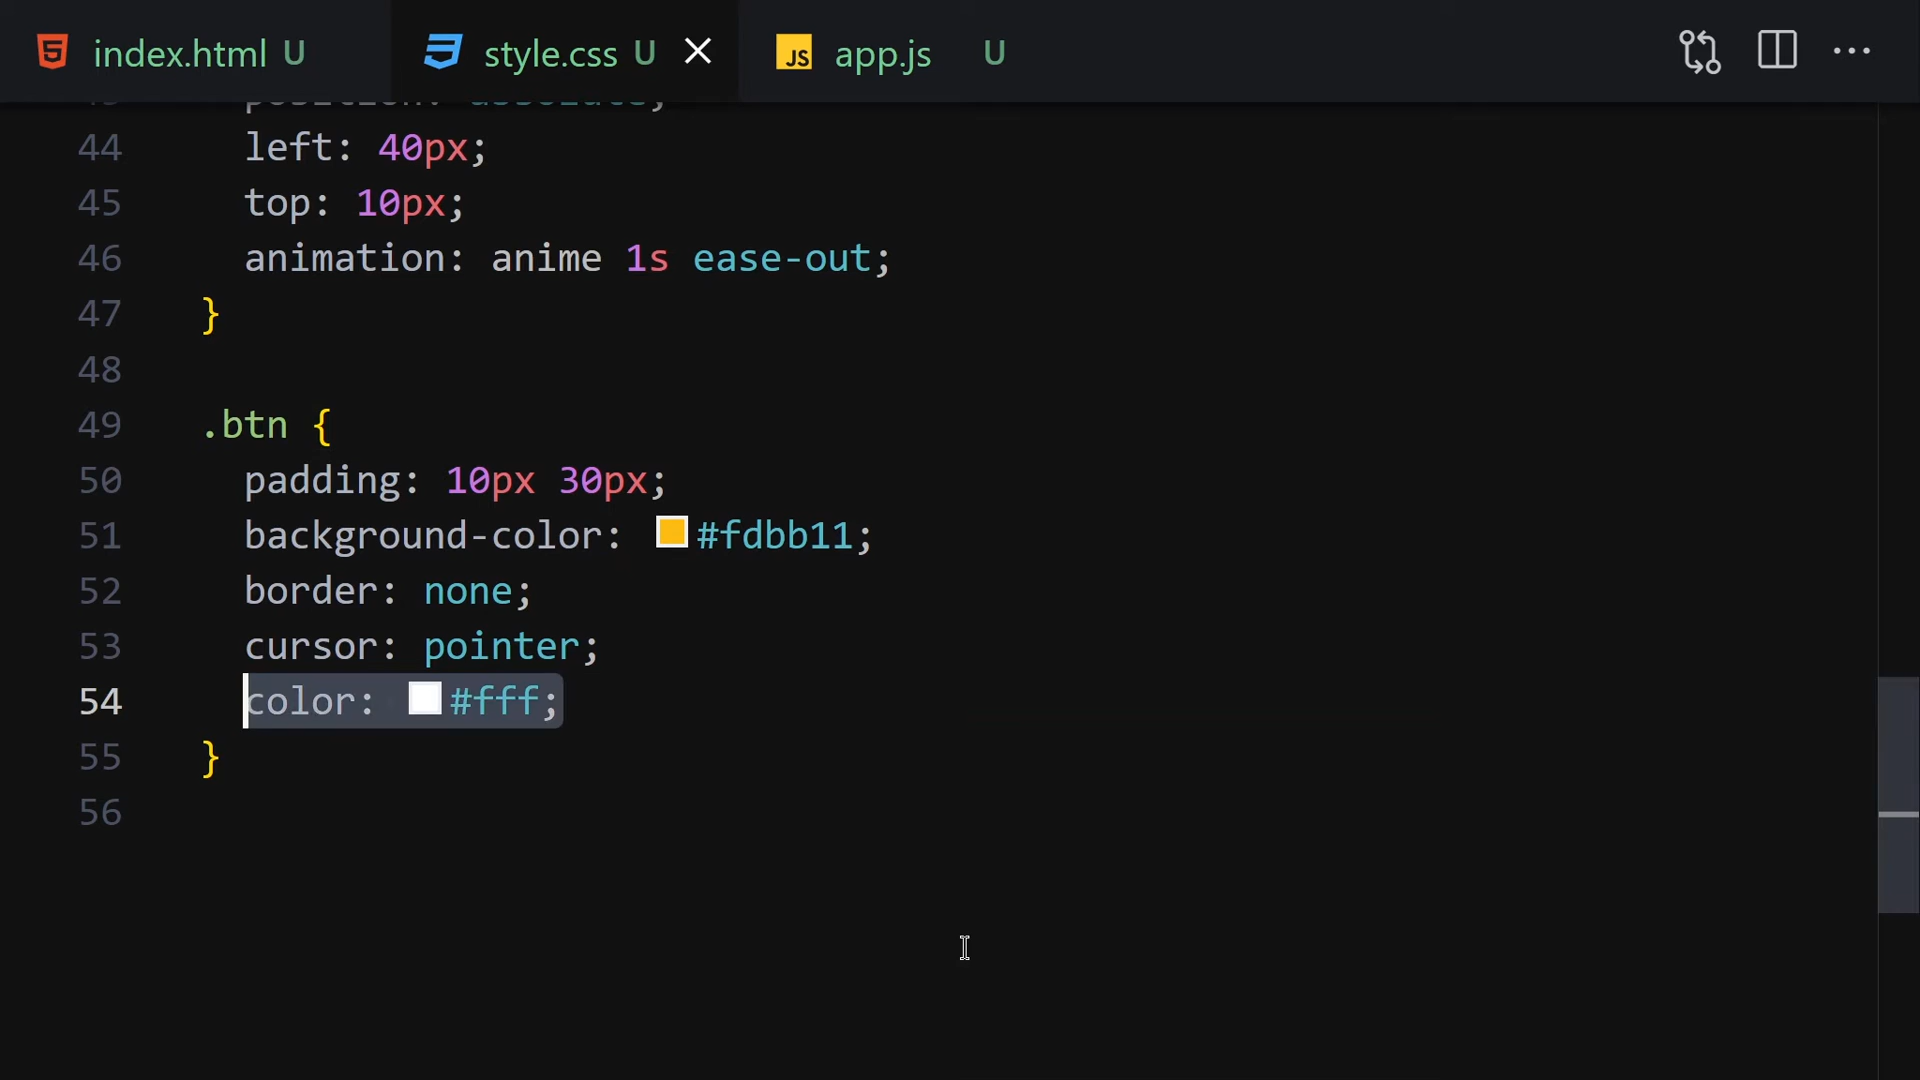 index.html U
style.css U
JS app.js U
44 left: 40px;
45 top: 10px;
46 animation: anime 1s ease-out;
47 }
48
49 .btn {
50 padding: 10px 30px;
51 background-color: #fdbb11;
52 border: none;
53 cursor: pointer;
54 color: #fff;
55 }
56